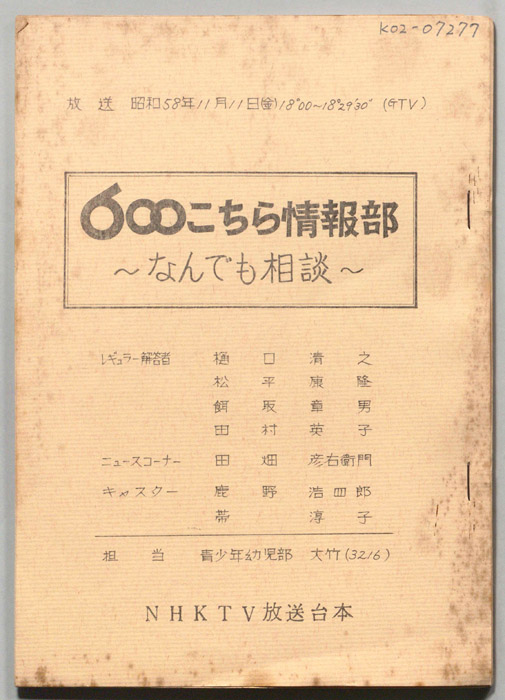 K02-07277
放送 昭和58年11月11日(金)18°00~18°29'30" (GTV)
600こちら情報部
~なんでも相談~
レギュラー解答者 樋口清之
松平康隆
餌取章男
田村英子
ニュースコーナー 田畑彦右衛門
キャスター 鹿野浩四郎
帯淳子
担当 青少年幼児部 大竹(3216)
NHKTV放送台本